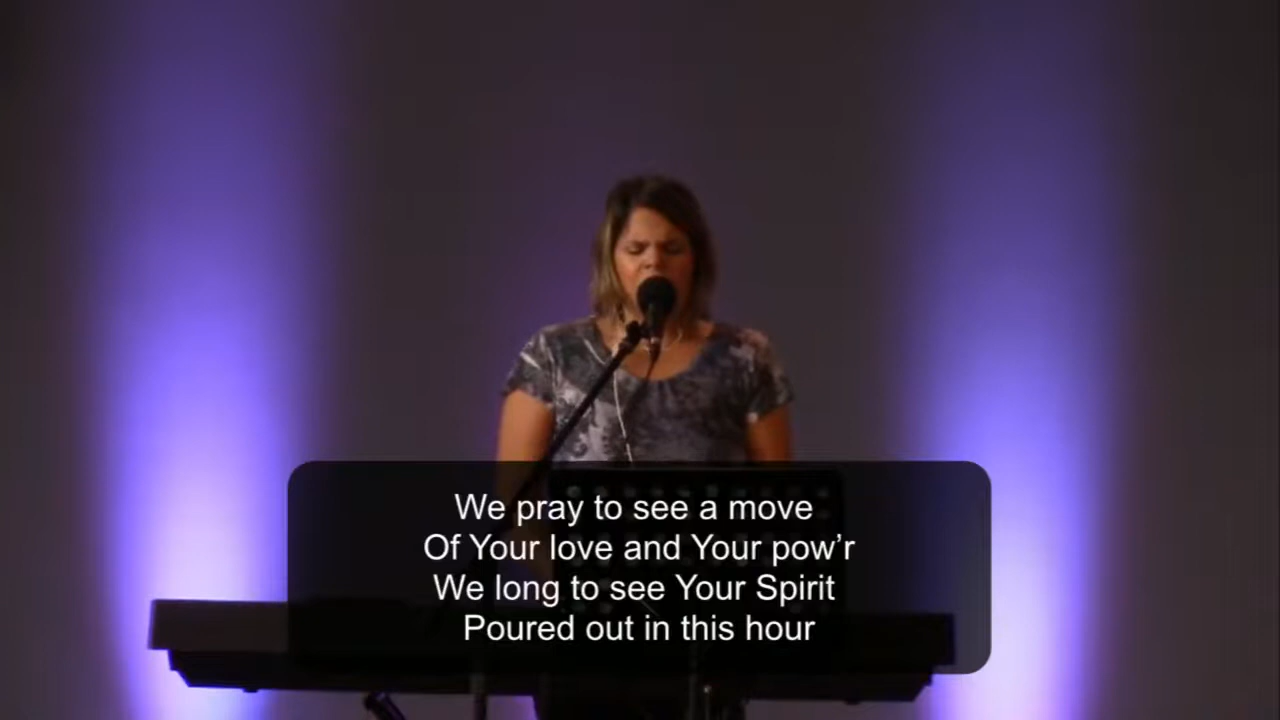 We pray to see a move
Of Your love and Your pow’r
We long to see Your Spirit
Poured out in this hour